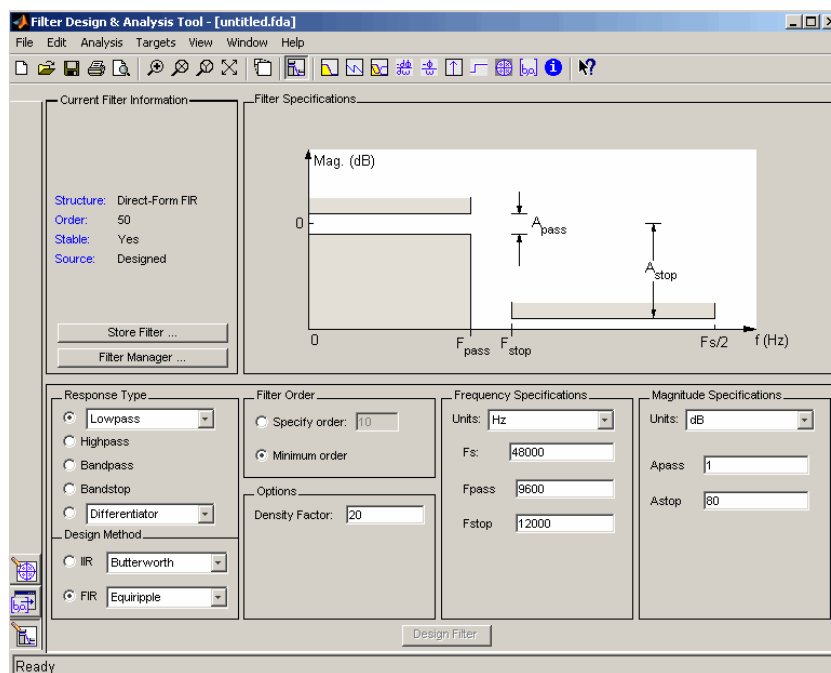 Filter Design & Analysis Tool - [untitled.fda]
File Edit Analysis Targets View Window Help
Current Filter Information
Structure: Direct-Form FIR
Order: 50
Stable: Yes
Source: Designed
Store Filter ...
Filter Manager ...
Filter Specifications
Mag. (dB)
0
Apass
Astop
0 Fpass Fstop Fs/2 f (Hz)
Response Type
Lowpass
Highpass
Bandpass
Bandstop
Differentiator
Design Method
IIR Butterworth
FIR Equiripple
Filter Order
Specify order: 10
Minimum order
Options
Density Factor: 20
Frequency Specifications
Units: Hz
Fs: 48000
Fpass 9600
Fstop 12000
Magnitude Specifications
Units: dB
Apass 1
Astop 80
Design Filter
Ready